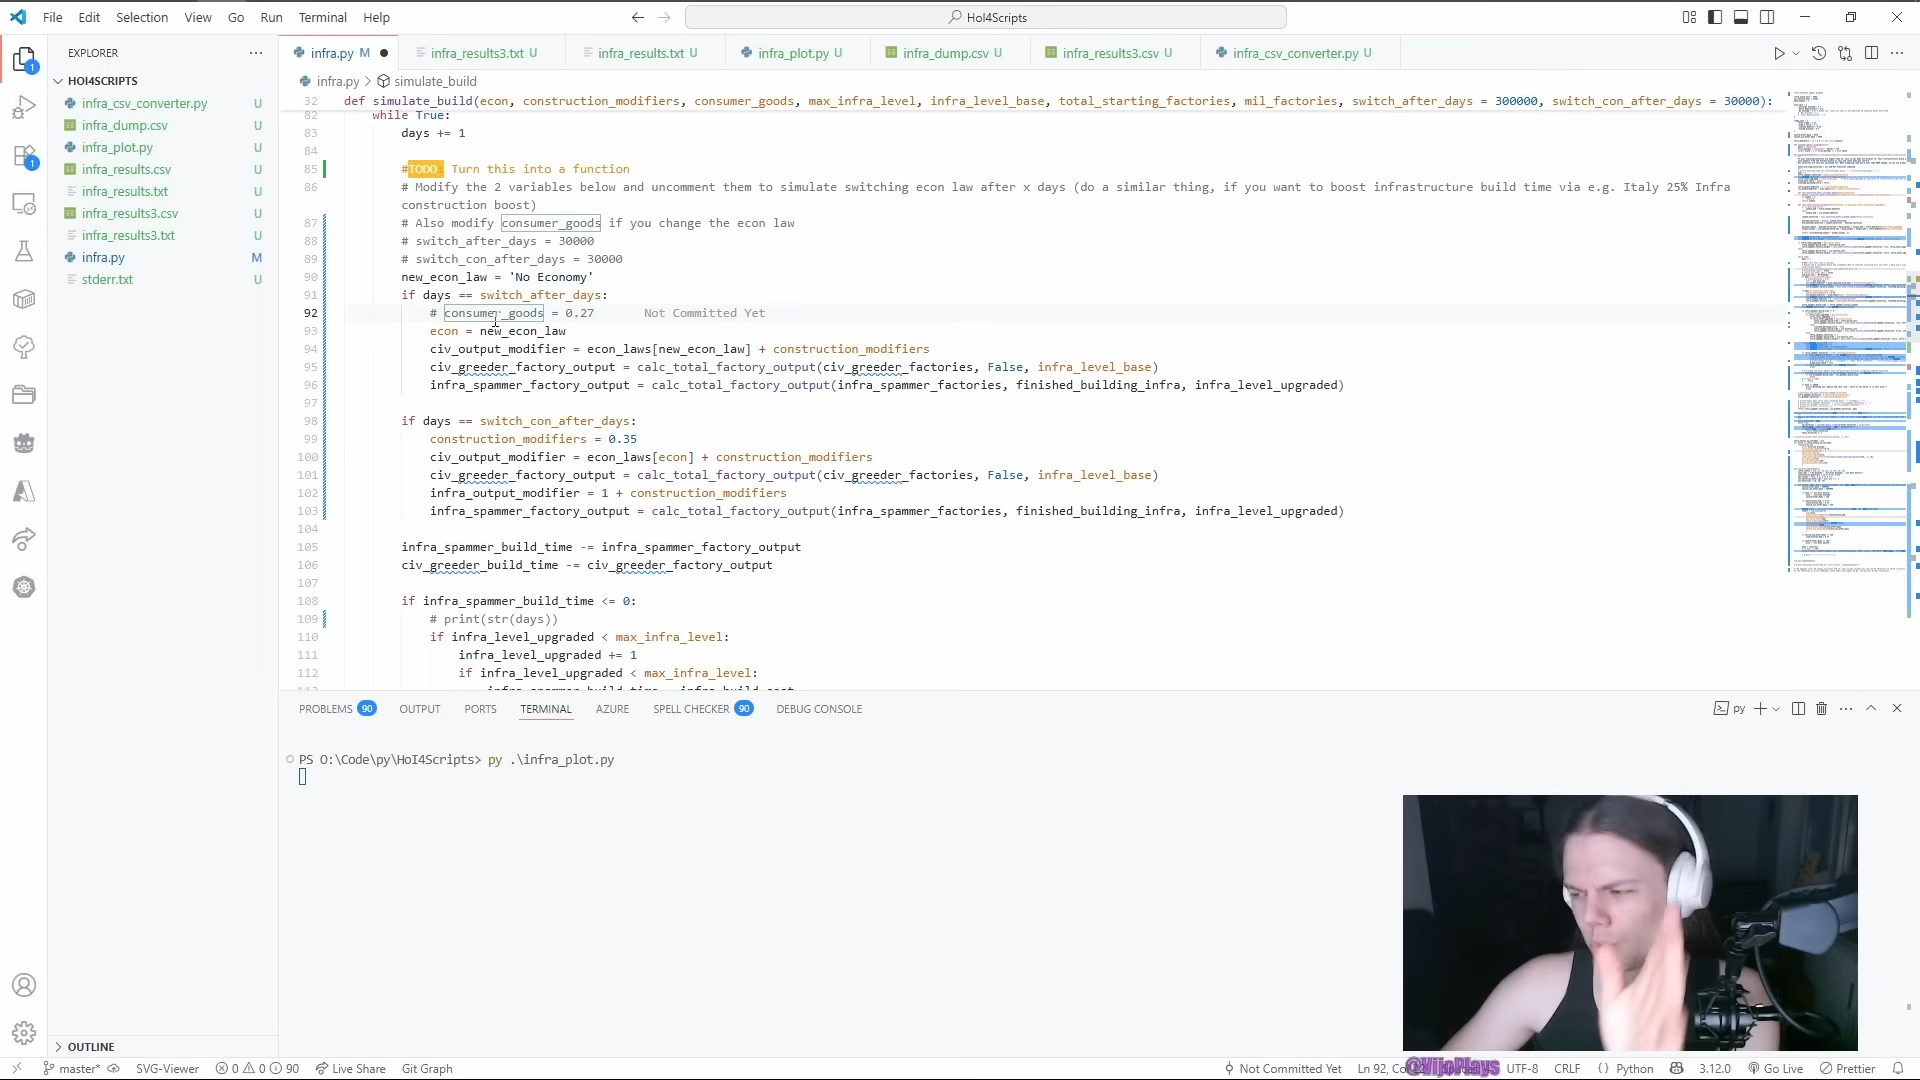 File Edit Selection View Go Run Terminal Help
HoI4Scripts
EXPLORER
infra.py M
infra_results3.txt U
infra_results.txt U
infra_plot.py U
infra_dump.csv U
infra_results3.csv U
infra_csv_converter.py U
HOI4SCRIPTS
infra_csv_converter.py U
infra_dump.csv U
infra_plot.py U
infra_results.csv U
infra_results.txt U
infra_results3.csv U
infra_results3.txt U
infra.py M
stderr.txt U
OUTLINE
infra.py > simulate_build
32 def simulate_build(econ, construction_modifiers, consumer_goods, max_infra_level, infra_level_base, total_starting_factories, mil_factories, switch_after_days = 300000, switch_con_after_days = 30000):
82 while True:
83 days += 1
84
85 #TODO: Turn this into a function
86 # Modify the 2 variables below and uncomment them to simulate switching econ law after x days (do a similar thing, if you want to boost infrastructure build time via e.g. Italy 25% Infra
construction boost)
87 # Also modify consumer_goods if you change the econ law
88 # switch_after_days = 30000
89 # switch_con_after_days = 30000
90 new_econ_law = 'No Economy'
91 if days == switch_after_days:
92 # consumer_goods = 0.27 Not Committed Yet
93 econ = new_econ_law
94 civ_output_modifier = econ_laws[new_econ_law] + construction_modifiers
95 civ_greeder_factory_output = calc_total_factory_output(civ_greeder_factories, False, infra_level_base)
96 infra_spammer_factory_output = calc_total_factory_output(infra_spammer_factories, finished_building_infra, infra_level_upgraded)
97
98 if days == switch_con_after_days:
99 construction_modifiers = 0.35
100 civ_output_modifier = econ_laws[econ] + construction_modifiers
101 civ_greeder_factory_output = calc_total_factory_output(civ_greeder_factories, False, infra_level_base)
102 infra_output_modifier = 1 + construction_modifiers
103 infra_spammer_factory_output = calc_total_factory_output(infra_spammer_factories, finished_building_infra, infra_level_upgraded)
104
105 infra_spammer_build_time -= infra_spammer_factory_output
106 civ_greeder_build_time -= civ_greeder_factory_output
107
108 if infra_spammer_build_time <= 0:
109 # print(str(days))
110 if infra_level_upgraded < max_infra_level:
111 infra_level_upgraded += 1
112 if infra_level_upgraded < max_infra_level:
PROBLEMS 90 OUTPUT PORTS TERMINAL AZURE SPELL CHECKER 90 DEBUG CONSOLE
py
PS O:\Code\py\HoI4Scripts> py .\infra_plot.py
@VijoPlays
master* SVG-Viewer 0 0 90 Live Share Git Graph Not Committed Yet Ln 92, UTF-8 CRLF Python 3.12.0 Go Live Prettier